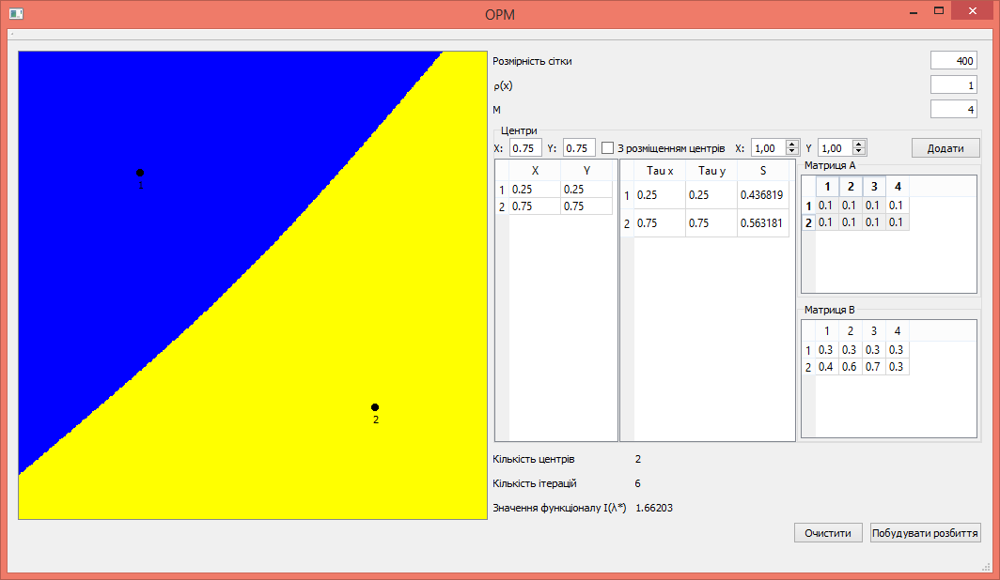 OPM
Розмірність сітки 400
ρ(x) 1
M 4
Центри
X: 0.75 Y: 0.75 З розміщенням центрів X: 1,00 Y 1,00 Додати
X Y
1 0.25 0.25
2 0.75 0.75
Tau x Tau y S
1 0.25 0.25 0.436819
2 0.75 0.75 0.563181
Матриця A
1 2 3 4
1 0.1 0.1 0.1 0.1
2 0.1 0.1 0.1 0.1
Матриця B
1 2 3 4
1 0.3 0.3 0.3 0.3
2 0.4 0.6 0.7 0.3
1
2
Кількість центрів 2
Кількість ітерацій 6
Значення функціоналу I(λ*) 1.66203
Очистити Побудувати розбиття